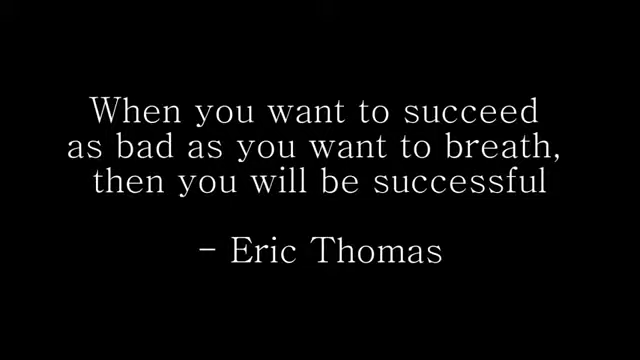 When you want to succeed
as bad as you want to breath,
then you will be successful
- Eric Thomas